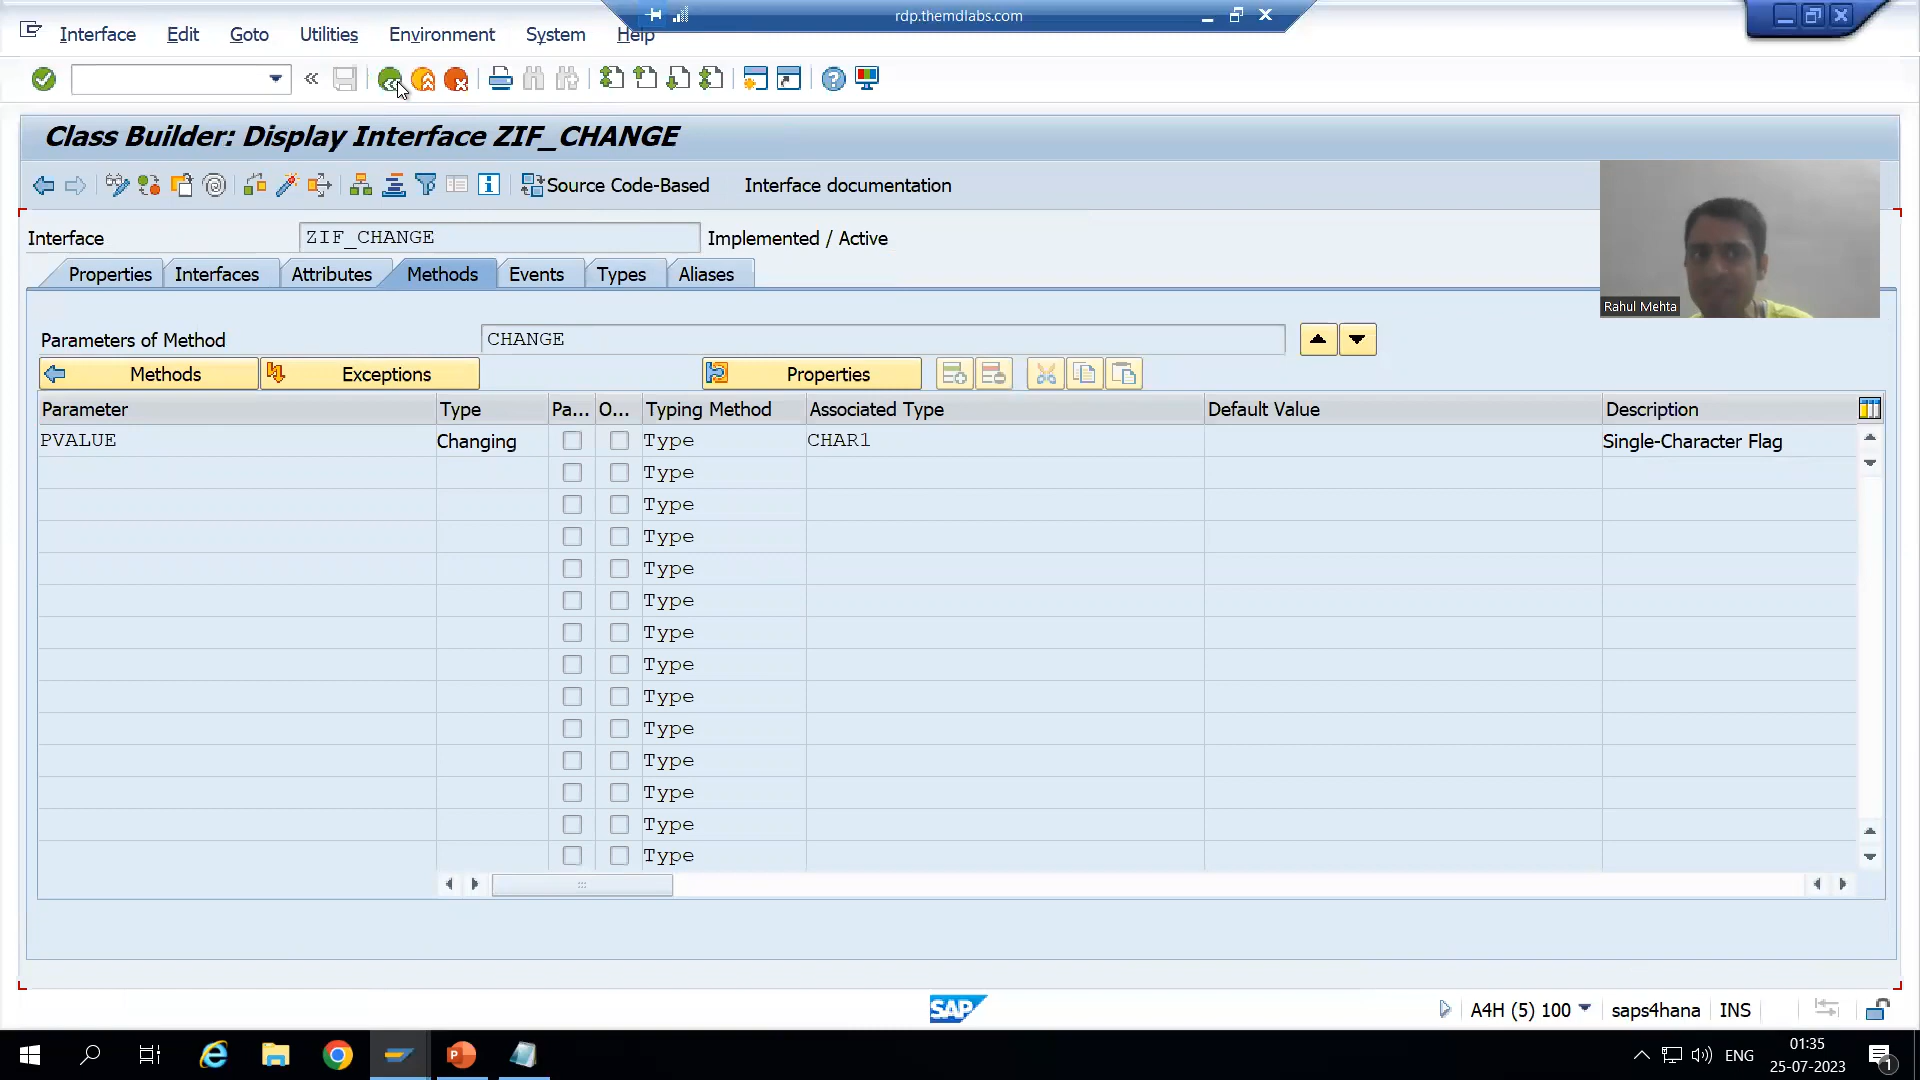 rdp.themdlabs.com
Interface Edit Goto Utilities Environment System Help
Class Builder: Display Interface ZIF_CHANGE
Source Code-Based Interface documentation
Interface ZIF_CHANGE Implemented / Active
Properties Interfaces Attributes Methods Events Types Aliases
Rahul Mehta
Parameters of Method CHANGE
Methods Exceptions Properties
Parameter Type Pa... O... Typing Method Associated Type Default Value Description
PVALUE Changing Type CHAR1 Single-Character Flag
Type
Type
Type
Type
Type
Type
Type
Type
Type
Type
Type
Type
Type
SAP A4H (5) 100 saps4hana INS
ENG 01:35
25-07-2023
1